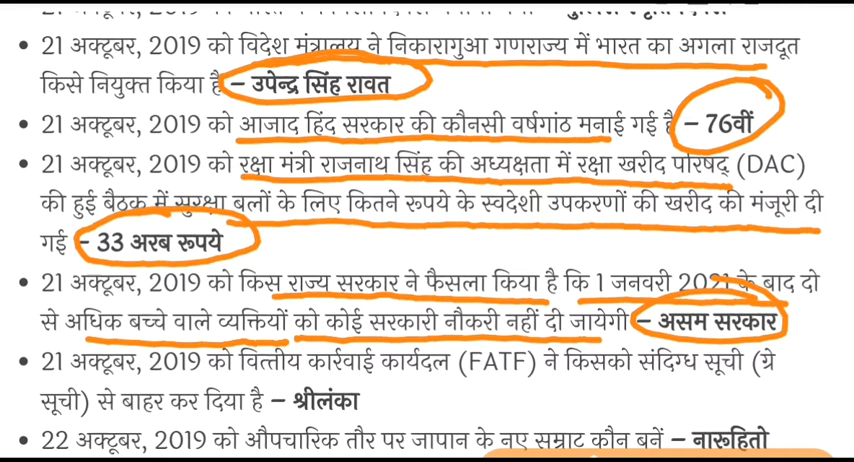 21 अक्टूबर, 2019 को विदेश मंत्रालय ने निकारागुआ गणराज्य में भारत का अगला राजदूत
किसे नियुक्त किया है – उपेन्द्र सिंह रावत
21 अक्टूबर, 2019 को आजाद हिंद सरकार की कौनसी वर्षगांठ मनाई गई है – 76वीं
21 अक्टूबर, 2019 को रक्षा मंत्री राजनाथ सिंह की अध्यक्षता में रक्षा खरीद परिषद् (DAC)
की हुई बैठक में सुरक्षा बलों के लिए कितने रूपये के स्वदेशी उपकरणों की खरीद की मंजूरी दी
गई – 33 अरब रूपये
21 अक्टूबर, 2019 को किस राज्य सरकार ने फैसला किया है कि 1 जनवरी 2021 के बाद दो
से अधिक बच्चे वाले व्यक्तियों को कोई सरकारी नौकरी नहीं दी जायेगी – असम सरकार
21 अक्टूबर, 2019 को वित्तीय कार्रवाई कार्यदल (FATF) ने किसको संदिग्ध सूची (ग्रे
सूची) से बाहर कर दिया है – श्रीलंका
22 अक्टूबर, 2019 को औपचारिक तौर पर जापान के नए सम्राट कौन बनें – नारूहितो